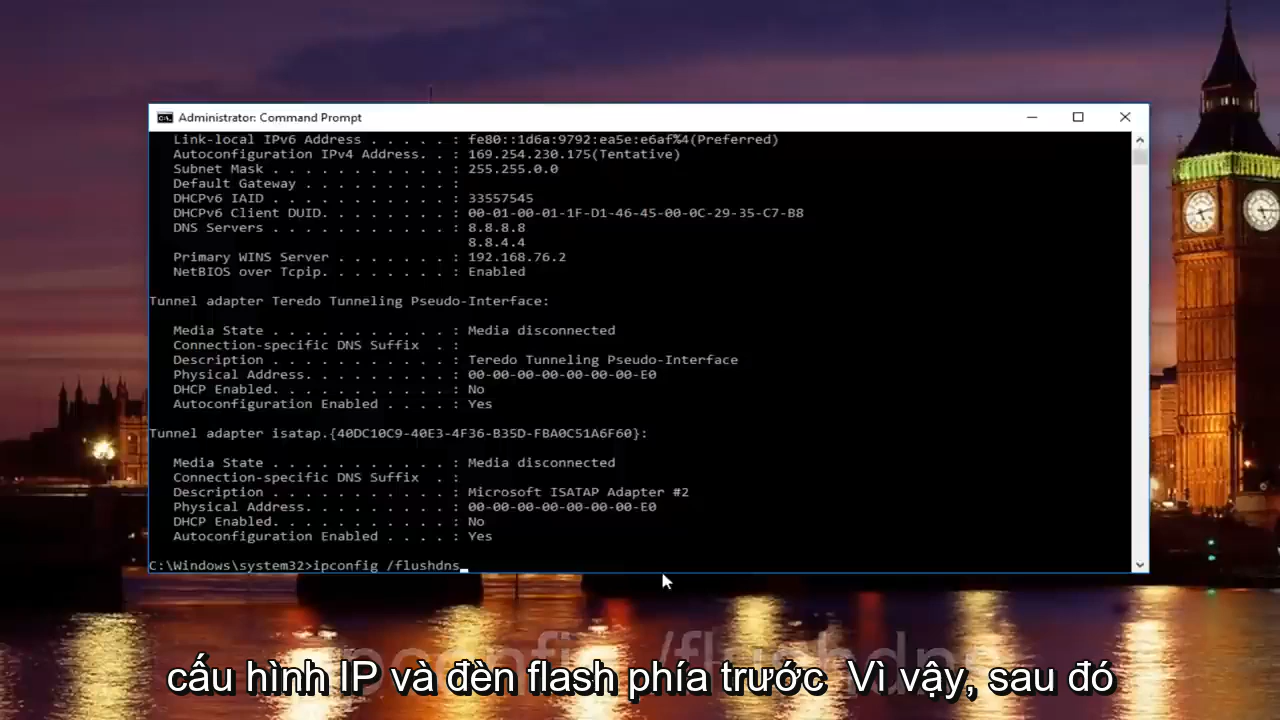 Administrator: Command Prompt
Link-local IPv6 Address . . . . . : fe80::1d6a:9792:ea5e:e6af%4(Preferred)
Autoconfiguration IPv4 Address. . : 169.254.230.175(Tentative)
Subnet Mask . . . . . . . . . . . : 255.255.0.0
Default Gateway . . . . . . . . . :
DHCPv6 IAID . . . . . . . . . . . : 33557545
DHCPv6 Client DUID. . . . . . . . : 00-01-00-01-1F-D1-46-45-00-0C-29-35-C7-B8
DNS Servers . . . . . . . . . . . : 8.8.8.8
8.8.4.4
Primary WINS Server . . . . . . . : 192.168.76.2
NetBIOS over Tcpip. . . . . . . . : Enabled
Tunnel adapter Teredo Tunneling Pseudo-Interface:
Media State . . . . . . . . . . . : Media disconnected
Connection-specific DNS Suffix  . :
Description . . . . . . . . . . . : Teredo Tunneling Pseudo-Interface
Physical Address. . . . . . . . . : 00-00-00-00-00-00-00-E0
DHCP Enabled. . . . . . . . . . . : No
Autoconfiguration Enabled . . . . : Yes
Tunnel adapter isatap.{40DC10C9-40E3-4F36-B35D-FBA0C51A6F60}:
Media State . . . . . . . . . . . : Media disconnected
Connection-specific DNS Suffix  . :
Description . . . . . . . . . . . : Microsoft ISATAP Adapter #2
Physical Address. . . . . . . . . : 00-00-00-00-00-00-00-E0
DHCP Enabled. . . . . . . . . . . : No
Autoconfiguration Enabled . . . . : Yes
C:\Windows\system32>ipconfig /flushdns
ipconfig /flushdns
cấu hình IP và đèn flash phía trước Vì vậy, sau đó